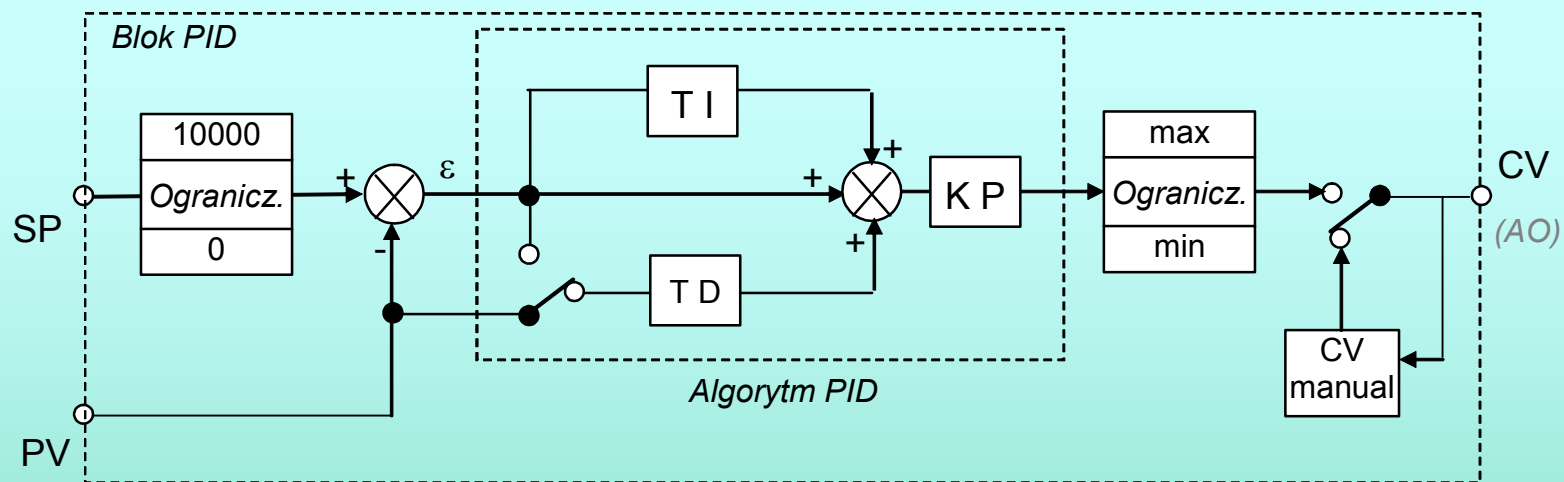 Blok PID
T I
10000
Ogranicz.
0
SP
+
ε
-
+
+
+
K P
T D
max
Ogranicz.
min
CV
(AO)
CV
manual
Algorytm PID
PV